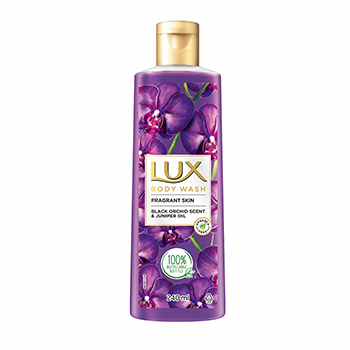 LUX
BODY WASH
FRAGRANT SKIN
BLACK ORCHID SCENT
& JUNIPER OIL
100%
RECYCLABLE
BOTTLE
240 ml